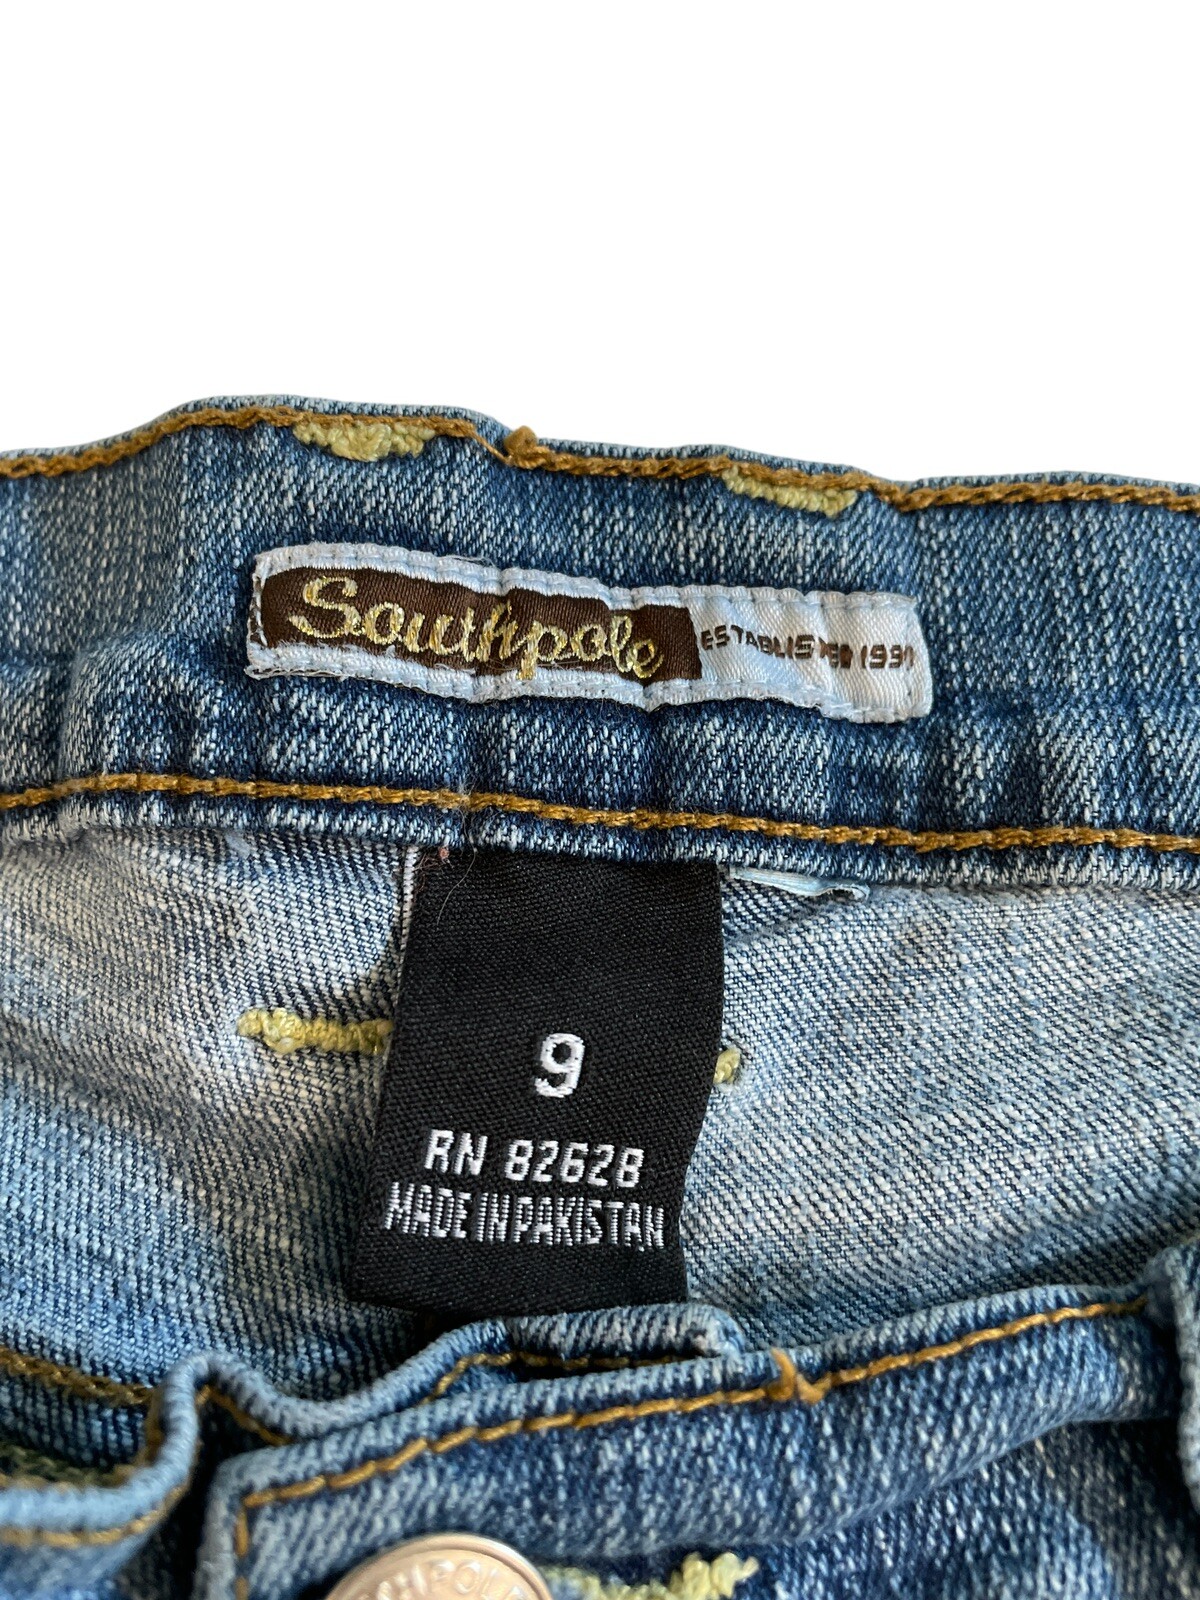 Southpole ESTABLISHED 1991
9
RN 82628
MADE IN PAKISTAN